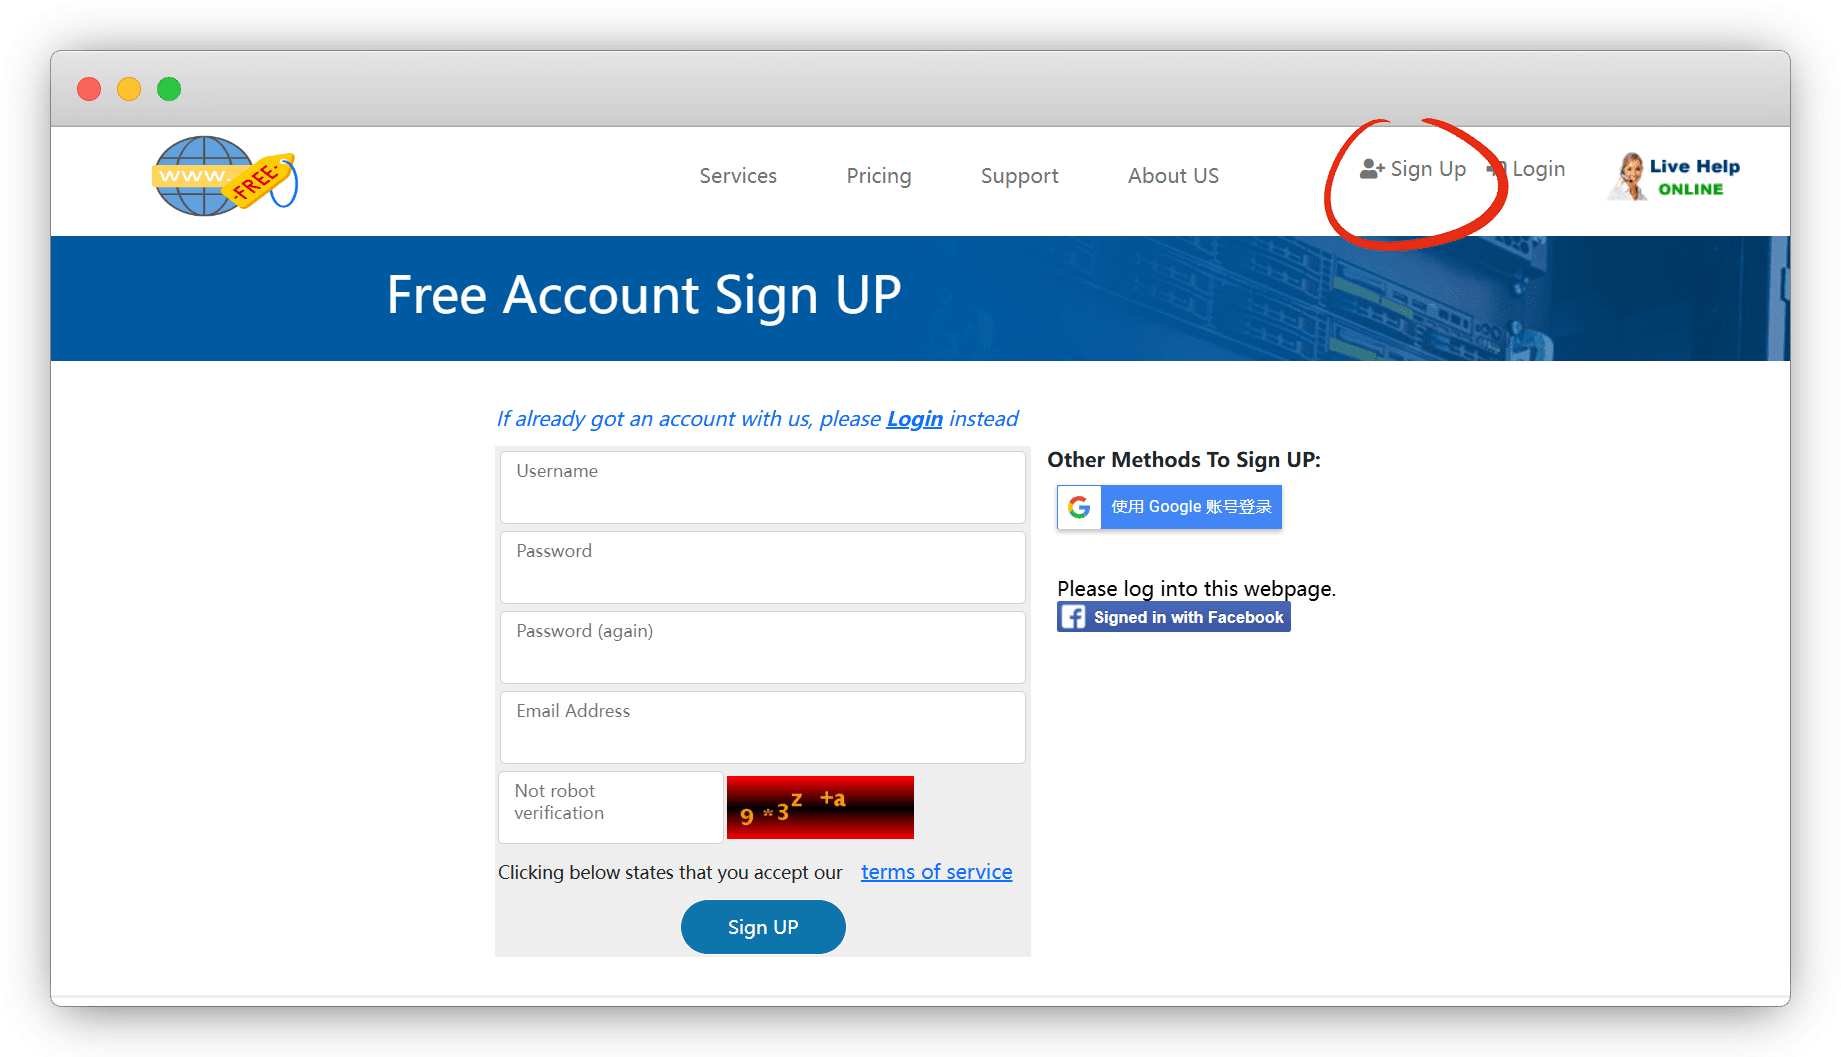 www.
FREE
Services
Pricing
Support
About US
Sign Up
Login
Live Help
ONLINE
Free Account Sign UP
If already got an account with us, please Login instead
Username
Password
Password (again)
Email Address
Not robot
verification
9 *3z +a
Clicking below states that you accept our terms of service
Sign UP
Other Methods To Sign UP:
使用 Google 账号登录
Please log into this webpage.
Signed in with Facebook